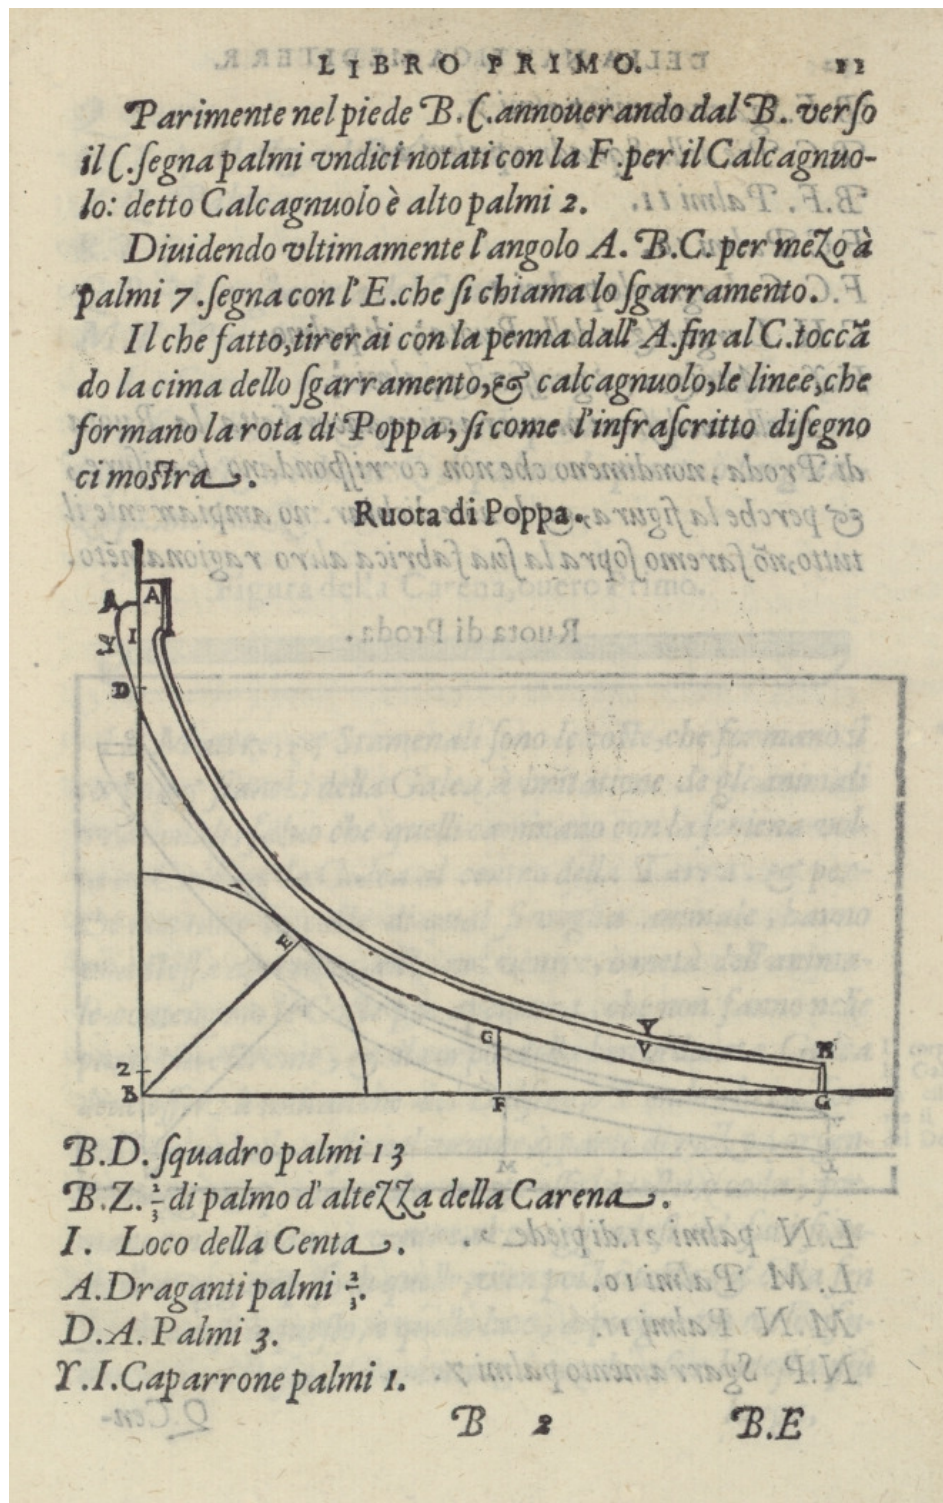 LIBRO PRIMO. 11
Parimente nel piede B.C. annouerando dal B. verſo
il C. ſegna palmi vndici notati con la F. per il Calcagnuo-
lo: detto Calcagnuolo è alto palmi 2.
Diuidendo vltimamente l'angolo A. B.C. per mezo à
palmi 7. ſegna con l'E. che ſi chiama lo ſgarramento.
Il che fatto, tirerai con la penna dall' A. fin al C. toccã
do la cima dello ſgarramento, & calcagnuolo, le linee, che
formano la rota di Poppa, ſi come l'infraſcritto diſegno
ci moſtra.
Ruota di Poppa.
A A
Y I
D
E
G
V
V
2
B
F
G
B.D. ſquadro palmi 13
B.Z. 2/3 di palmo d'altezza della Carena.
I. Loco della Centa.
A. Draganti palmi 2/3.
D.A. Palmi 3.
Y.I. Caparrone palmi 1.
B 2 B.E